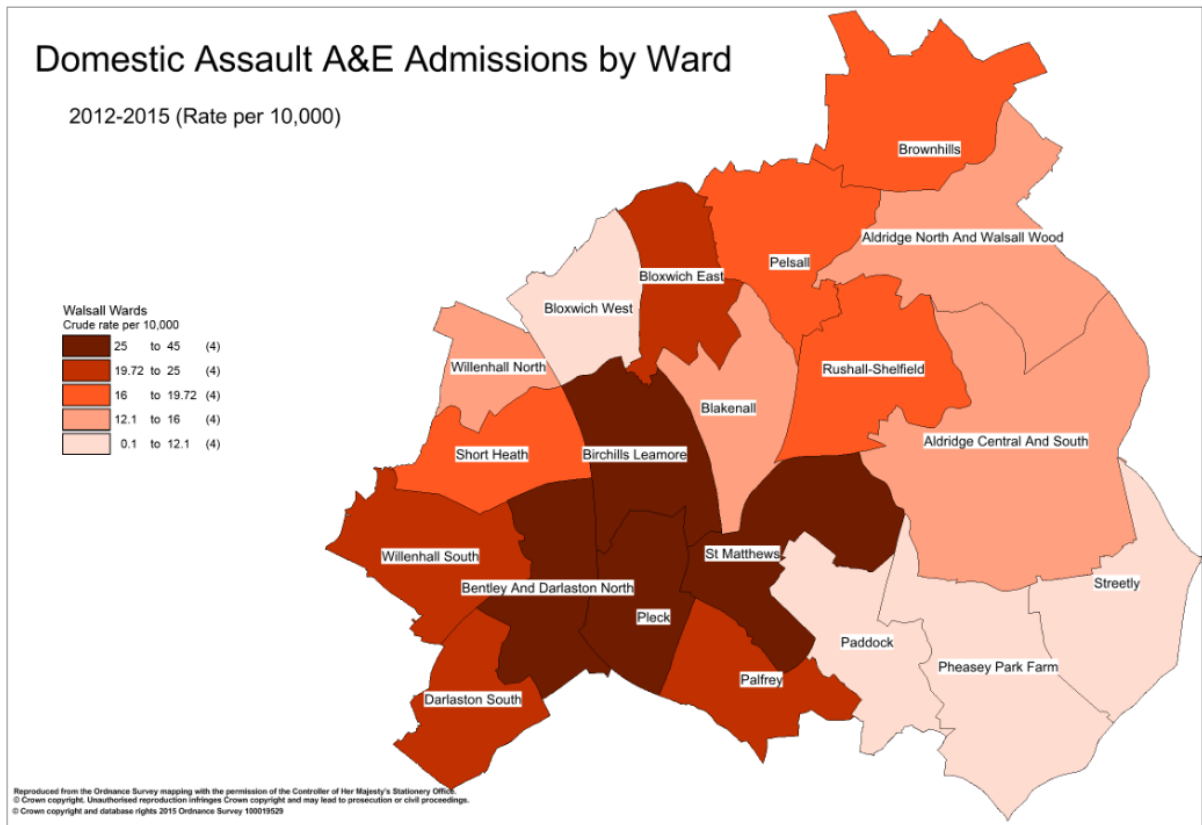 Domestic Assault A&E Admissions by Ward
2012-2015 (Rate per 10,000)
Brownhills
Aldridge North And Walsall Wood
Pelsall
Bloxwich East
Bloxwich West
Walsall Wards
Crude rate per 10,000
25 to 45 (4)
19.72 to 25 (4)
16 to 19.72 (4)
12.1 to 16 (4)
0.1 to 12.1 (4)
Willenhall North
Rushall-Shelfield
Blakenall
Aldridge Central And South
Short Heath
Birchills Leamore
Willenhall South
St Matthews
Bentley And Darlaston North
Streetly
Pleck
Paddock
Pheasey Park Farm
Palfrey
Darlaston South
Reproduced from the Ordnance Survey mapping with the permission of the Controller of Her Majesty's Stationery Office.
© Crown copyright. Unauthorised reproduction infringes Crown copyright and may lead to prosecution or civil proceedings.
© Crown copyright and database rights 2015 Ordnance Survey 100019529